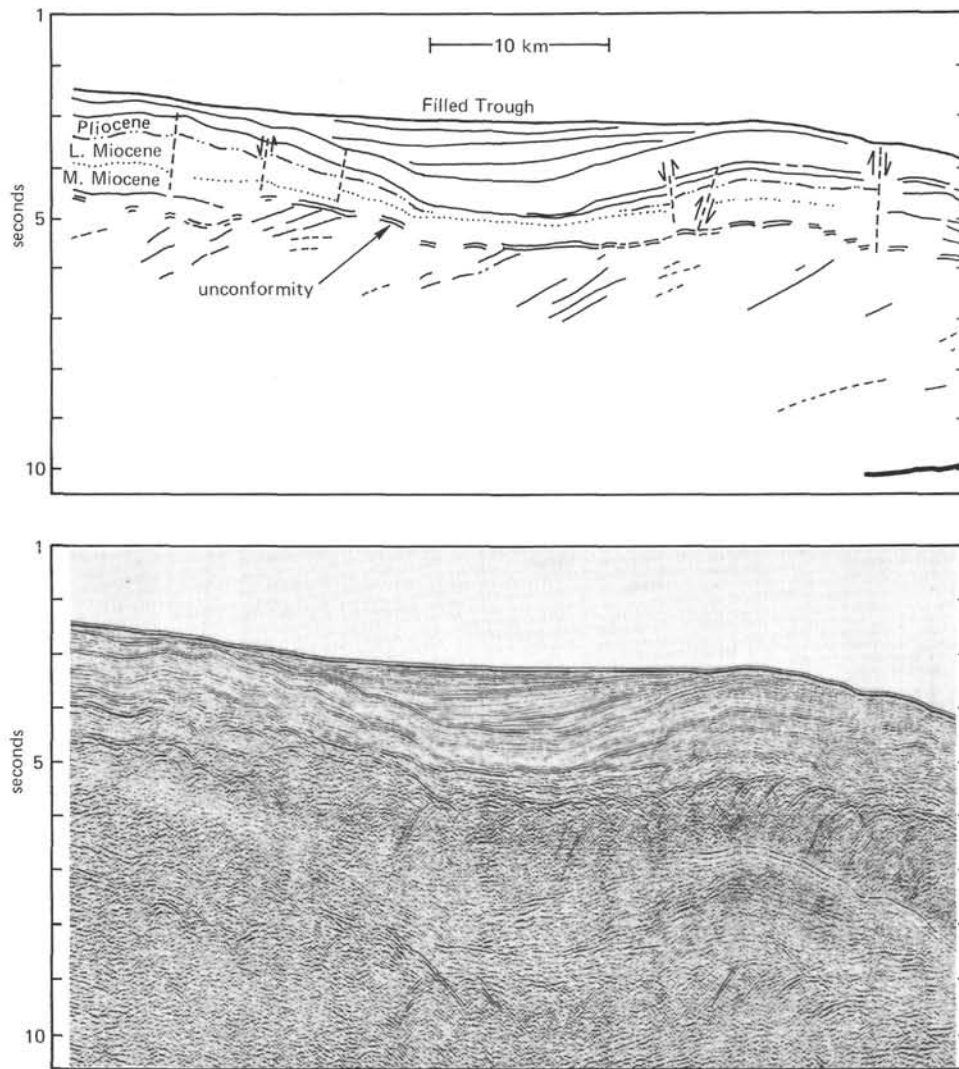 1
10 km
Filled Trough
Pliocene
L. Miocene
M. Miocene
seconds
5
unconformity
10
1
seconds
5
10